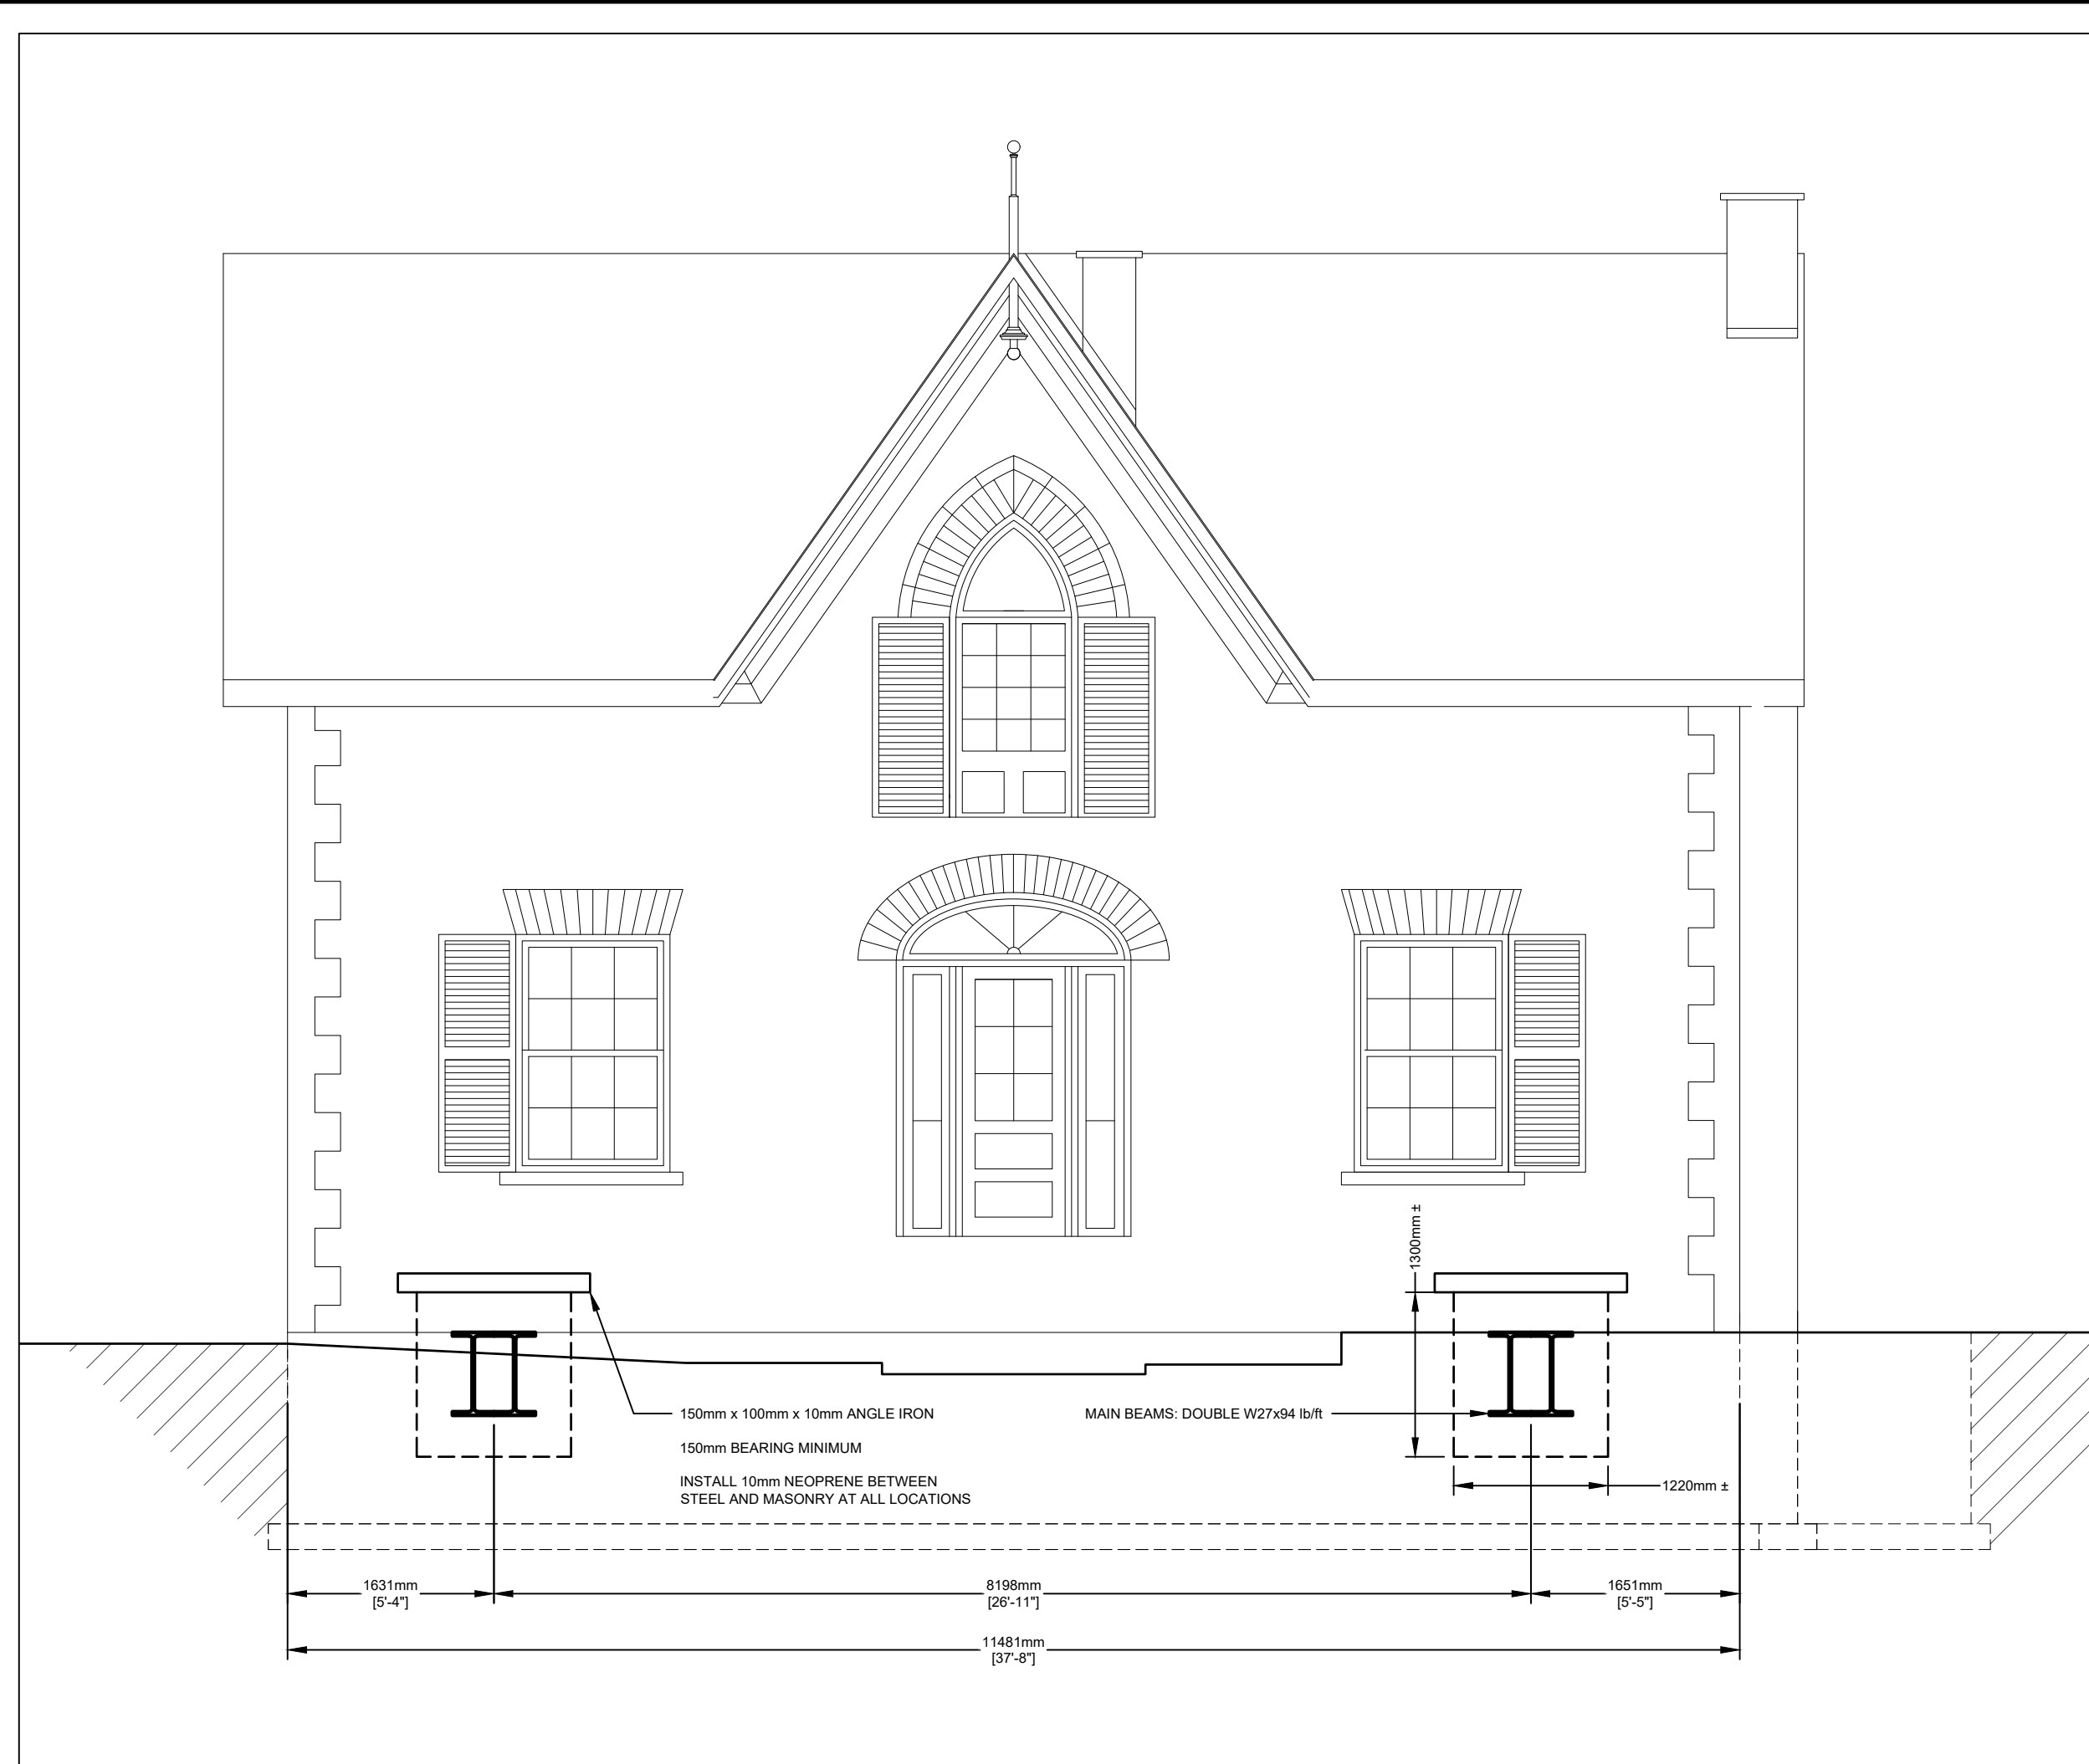 1300mm ±
150mm x 100mm x 10mm ANGLE IRON
MAIN BEAMS: DOUBLE W27x94 lb/ft
150mm BEARING MINIMUM
INSTALL 10mm NEOPRENE BETWEEN
STEEL AND MASONRY AT ALL LOCATIONS
1220mm ±
1631mm
[5'-4"]
8198mm
[26'-11"]
1651mm
[5'-5"]
11481mm
[37'-8"]